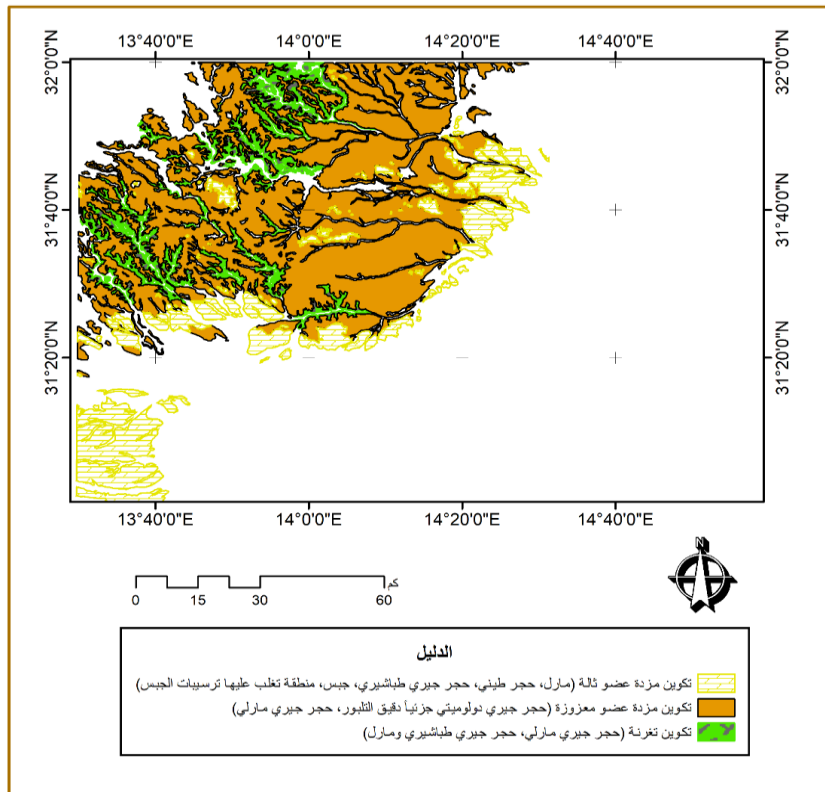 13°40'0"E 14°0'0"E 14°20'0"E 14°40'0"E
32°0'0"N 32°0'0"N
31°40'0"N 31°40'0"N
31°20'0"N 31°20'0"N
13°40'0"E 14°0'0"E 14°20'0"E 14°40'0"E
N
كم
0 15 30 60
الدليل
تكوين مزدة عضو ثالة (مارل، حجر طيني، حجر جيري طباشيري، جبس، منطقة تغلب عليها ترسيبات الجبس)
تكوين مزدة عضو معزوزة (حجر جيري دولوميتي جزئياً دقيق التلبور، حجر جيري مارلي)
تكوين تغرنة (حجر جيري مارلي، حجر جيري طباشيري ومارل)